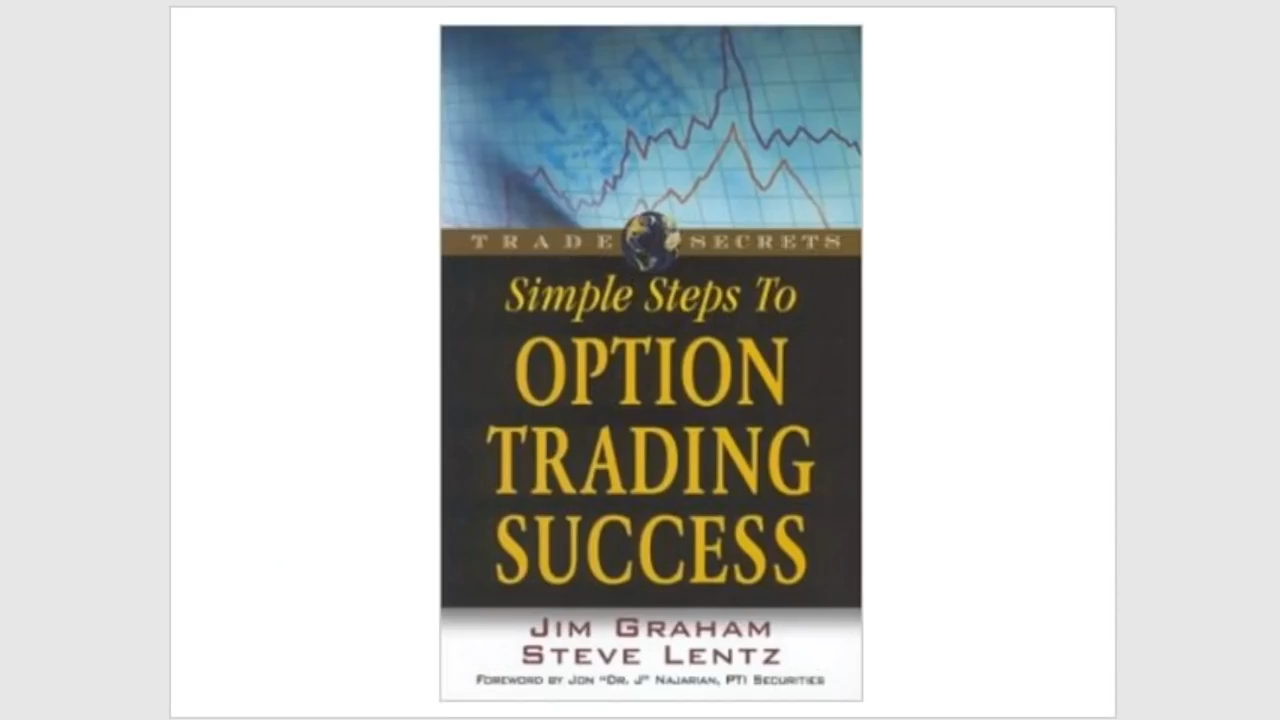 TRADE SECRETS
Simple Steps To
OPTION
TRADING
SUCCESS
JIM GRAHAM
STEVE LENTZ
FOREWORD BY JON "DR. J" NAJARIAN, PTI SECURITIES